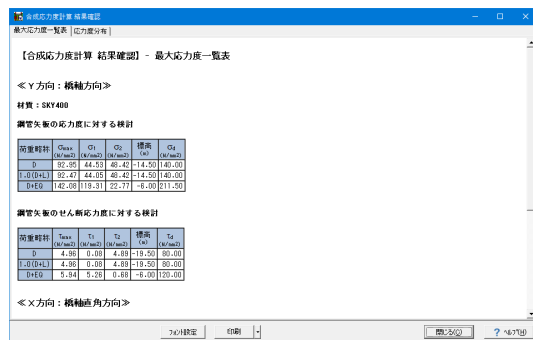 合成応力度計算 結果確認
最大応力度一覧表 応力度分布
【合成応力度計算 結果確認】 - 最大応力度一覧表
≪Y方向：橋軸方向≫
材質：SKY400
鋼管矢板の応力度に対する検討
荷重略称 σmax (N/mm2) σ1 (N/mm2) σ2 (N/mm2) 標高 (m) σd (N/mm2)
D 92.95 44.53 48.42 -14.50 140.00
1.0(D+L) 92.47 44.05 48.42 -14.50 140.00
D+EQ 142.08 119.31 22.77 -6.00 211.50
鋼管矢板のせん断応力度に対する検討
荷重略称 τmax (N/mm2) τ1 (N/mm2) τ2 (N/mm2) 標高 (m) τd (N/mm2)
D 4.96 0.08 4.89 -19.50 80.00
1.0(D+L) 4.96 0.08 4.89 -19.50 80.00
D+EQ 5.94 5.26 0.68 -6.00 120.00
≪X方向：橋軸直角方向≫
フォント設定 印刷 閉じる(C) ? ヘルプ(H)